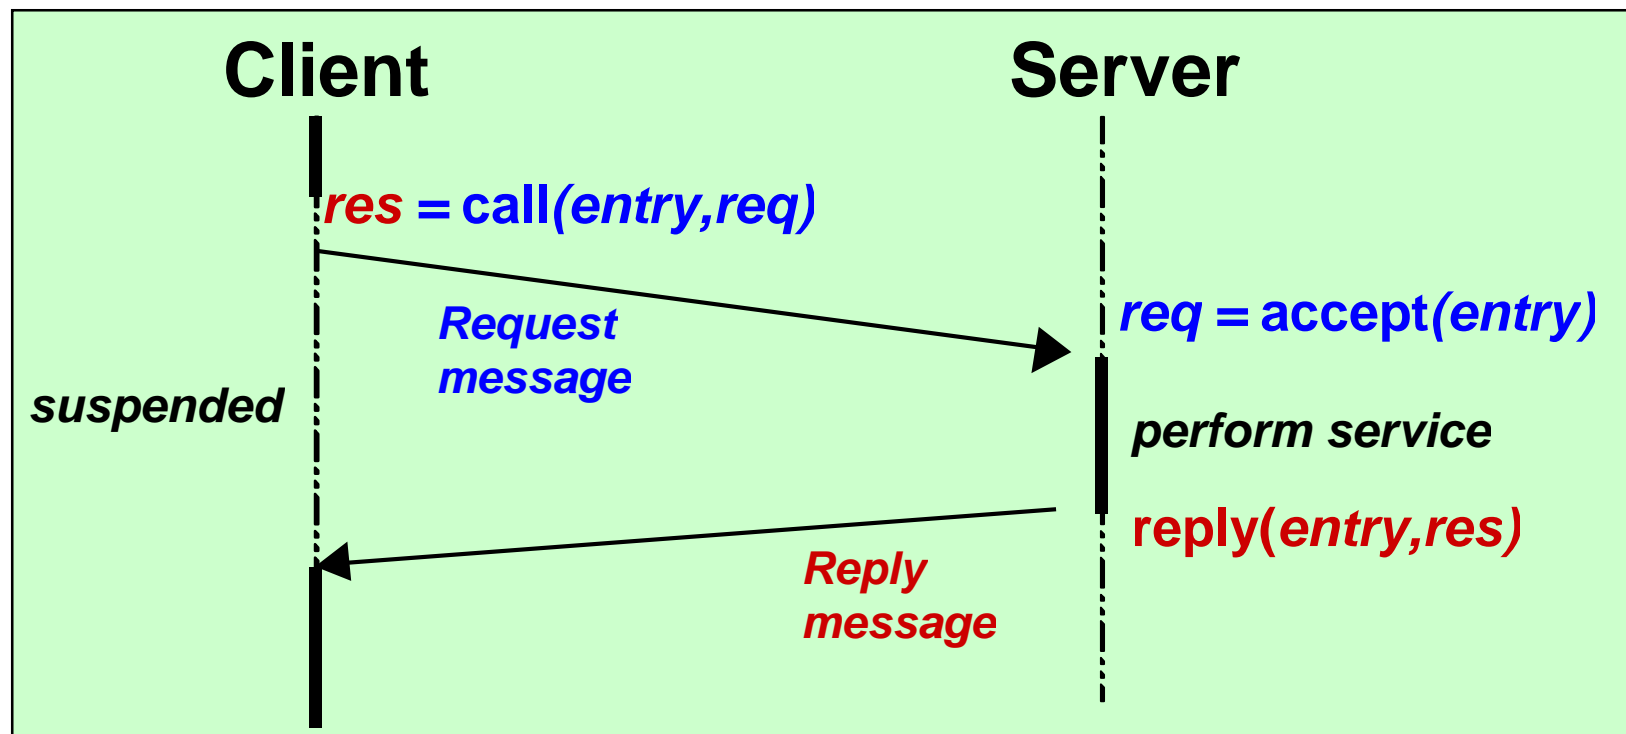 Client
Server
res = call(entry,req)
Request
message
req = accept(entry)
suspended
perform service
reply(entry,res)
Reply
message